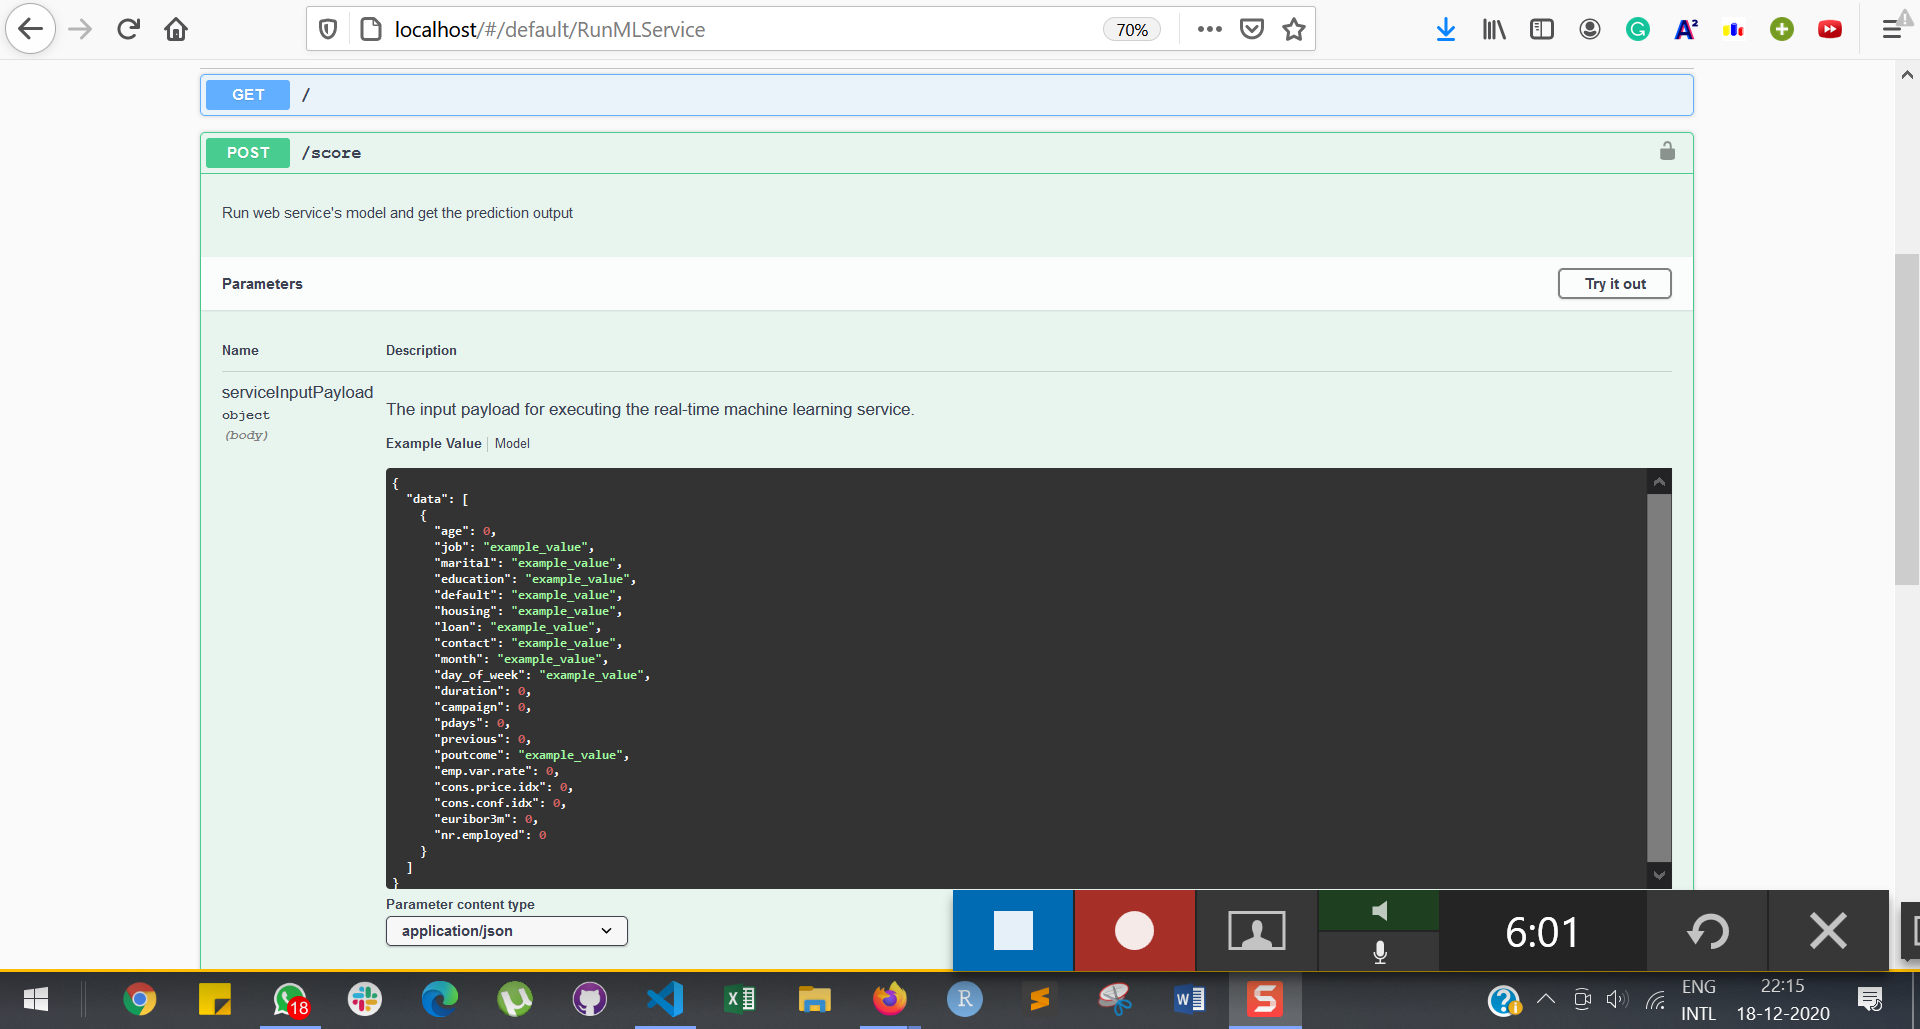 localhost/#/default/RunMLService
70%
GET /
POST /score
Run web service's model and get the prediction output
Parameters
Try it out
Name Description
serviceInputPayload
object
(body)
The input payload for executing the real-time machine learning service.
Example Value | Model
{
"data": [
{
"age": 0,
"job": "example_value",
"marital": "example_value",
"education": "example_value",
"default": "example_value",
"housing": "example_value",
"loan": "example_value",
"contact": "example_value",
"month": "example_value",
"day_of_week": "example_value",
"duration": 0,
"campaign": 0,
"pdays": 0,
"previous": 0,
"poutcome": "example_value",
"emp.var.rate": 0,
"cons.price.idx": 0,
"cons.conf.idx": 0,
"euribor3m": 0,
"nr.employed": 0
}
]
}
Parameter content type
application/json
6:01
18
ENG
INTL
22:15
18-12-2020